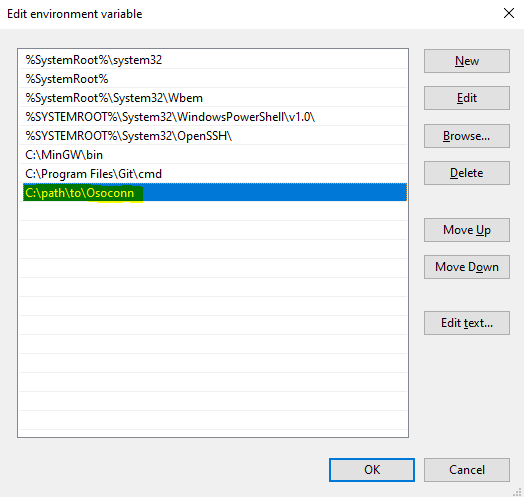 Edit environment variable
%SystemRoot%\system32
%SystemRoot%
%SystemRoot%\System32\Wbem
%SYSTEMROOT%\System32\WindowsPowerShell\v1.0\
%SYSTEMROOT%\System32\OpenSSH\
C:\MinGW\bin
C:\Program Files\Git\cmd
C:\path\to\Osoconn
New
Edit
Browse...
Delete
Move Up
Move Down
Edit text...
OK
Cancel